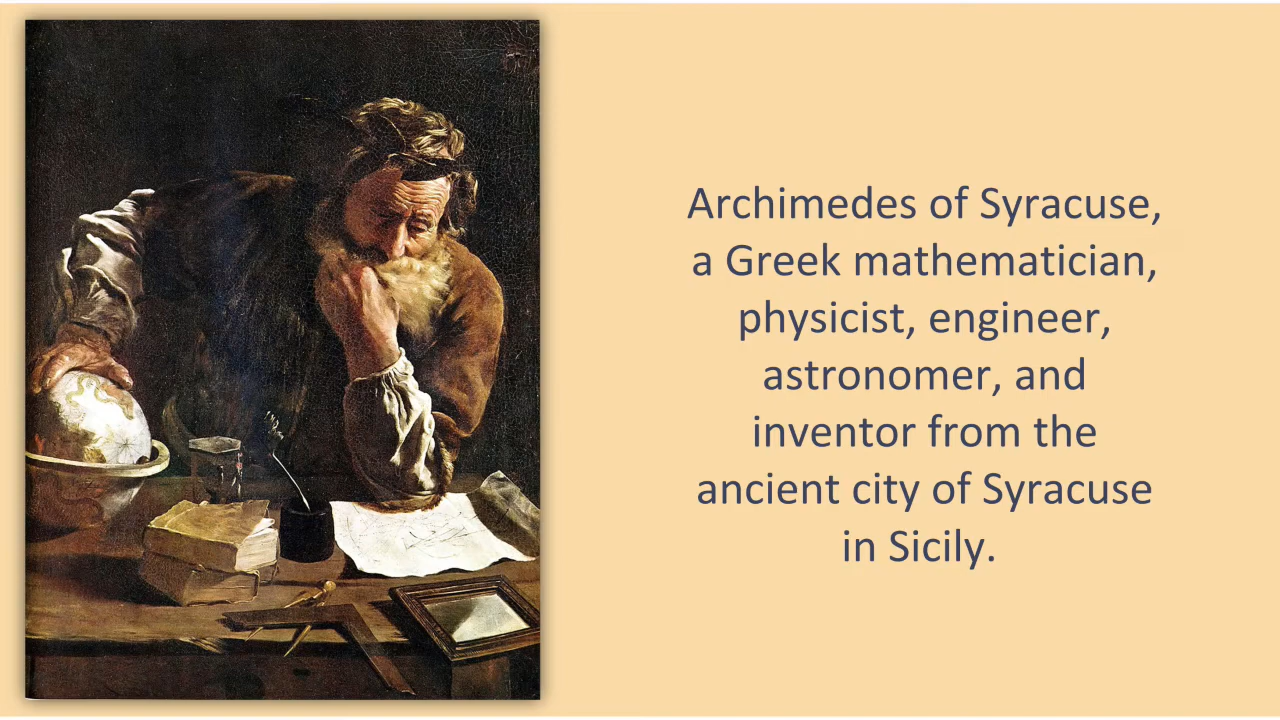 Archimedes of Syracuse,
a Greek mathematician,
physicist, engineer,
astronomer, and
inventor from the
ancient city of Syracuse
in Sicily.